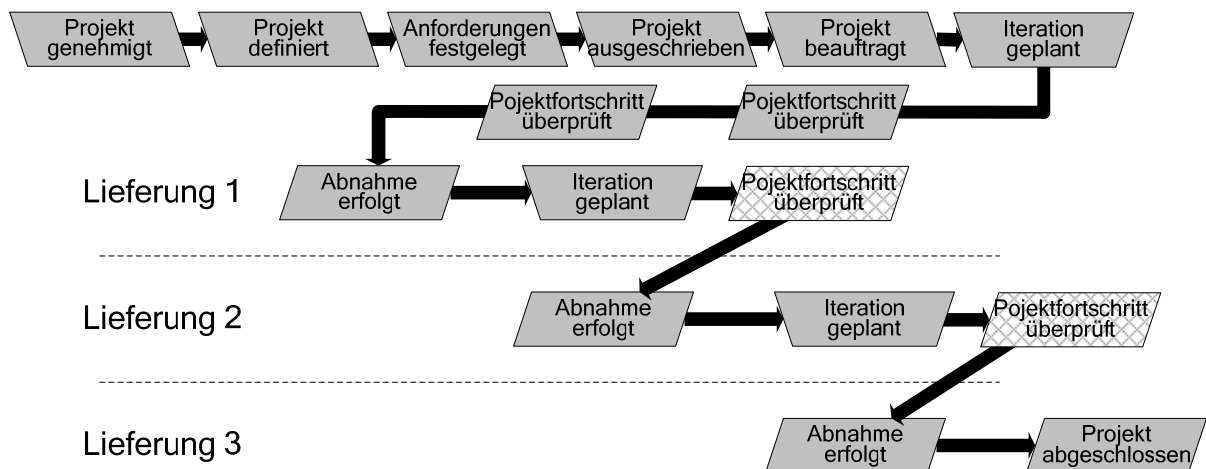 Projekt
genehmigt
Projekt
definiert
Anforderungen
festgelegt
Projekt
ausgeschrieben
Projekt
beauftragt
Iteration
geplant
Pojektfortschritt
überprüft
Pojektfortschritt
überprüft
Lieferung 1
Abnahme
erfolgt
Iteration
geplant
Pojektfortschritt
überprüft
Lieferung 2
Abnahme
erfolgt
Iteration
geplant
Pojektfortschritt
überprüft
Lieferung 3
Abnahme
erfolgt
Projekt
abgeschlossen